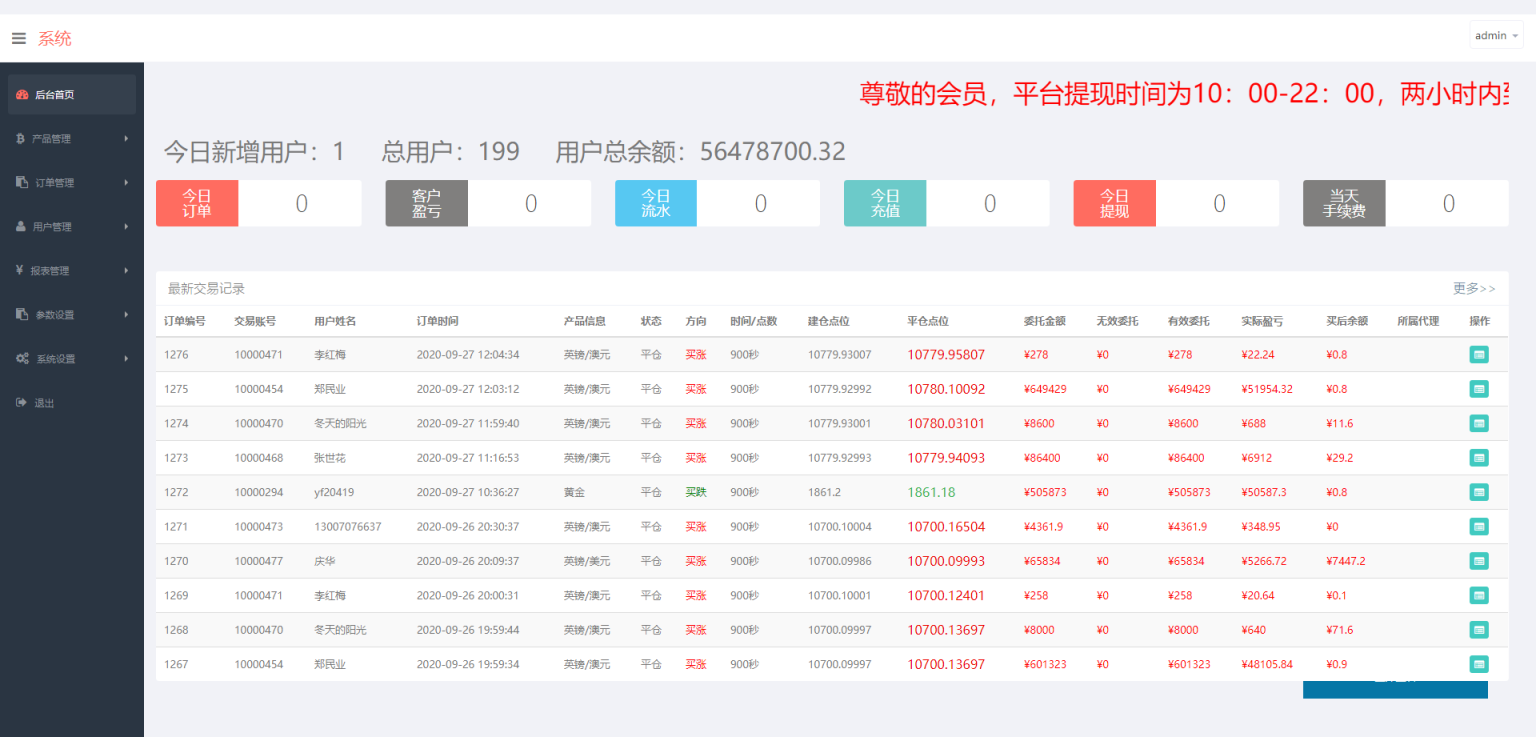 系统
admin
尊敬的会员，平台提现时间为10：00-22：00，两小时内
后台首页
产品管理
订单管理
用户管理
报表管理
参数设置
系统设置
退出
今日新增用户：1 总用户：199 用户总余额：56478700.32
今日订单 0 客户盈亏 0 今日流水 0 今日充值 0 今日提现 0 当天手续费 0
最新交易记录 更多>>
订单编号 交易账号 用户姓名 订单时间 产品信息 状态 方向 时间/点数 建仓点位 平仓点位 委托金额 无效委托 有效委托 实际盈亏 买后余额 所属代理 操作
1276 10000471 李红梅 2020-09-27 12:04:34 英镑/澳元 平仓 买涨 900秒 10779.93007 10779.95807 ¥278 ¥0 ¥278 ¥22.24 ¥0.8
1275 10000454 郑民业 2020-09-27 12:03:12 英镑/澳元 平仓 买涨 900秒 10779.92992 10780.10092 ¥649429 ¥0 ¥649429 ¥51954.32 ¥0.8
1274 10000470 冬天的阳光 2020-09-27 11:59:40 英镑/澳元 平仓 买涨 900秒 10779.93001 10780.03101 ¥8600 ¥0 ¥8600 ¥688 ¥11.6
1273 10000468 张世花 2020-09-27 11:16:53 英镑/澳元 平仓 买涨 900秒 10779.92993 10779.94093 ¥86400 ¥0 ¥86400 ¥6912 ¥29.2
1272 10000294 yf20419 2020-09-27 10:36:27 黄金 平仓 买跌 900秒 1861.2 1861.18 ¥505873 ¥0 ¥505873 ¥50587.3 ¥0.8
1271 10000473 13007076637 2020-09-26 20:30:37 英镑/澳元 平仓 买涨 900秒 10700.10004 10700.16504 ¥4361.9 ¥0 ¥4361.9 ¥348.95 ¥0
1270 10000477 庆华 2020-09-26 20:09:37 英镑/美元 平仓 买涨 900秒 10700.09986 10700.09993 ¥65834 ¥0 ¥65834 ¥5266.72 ¥7447.2
1269 10000471 李红梅 2020-09-26 20:00:31 英镑/澳元 平仓 买涨 900秒 10700.10001 10700.12401 ¥258 ¥0 ¥258 ¥20.64 ¥0.1
1268 10000470 冬天的阳光 2020-09-26 19:59:44 英镑/澳元 平仓 买涨 900秒 10700.09997 10700.13697 ¥8000 ¥0 ¥8000 ¥640 ¥71.6
1267 10000454 郑民业 2020-09-26 19:59:34 英镑/澳元 平仓 买涨 900秒 10700.09997 10700.13697 ¥601323 ¥0 ¥601323 ¥48105.84 ¥0.9